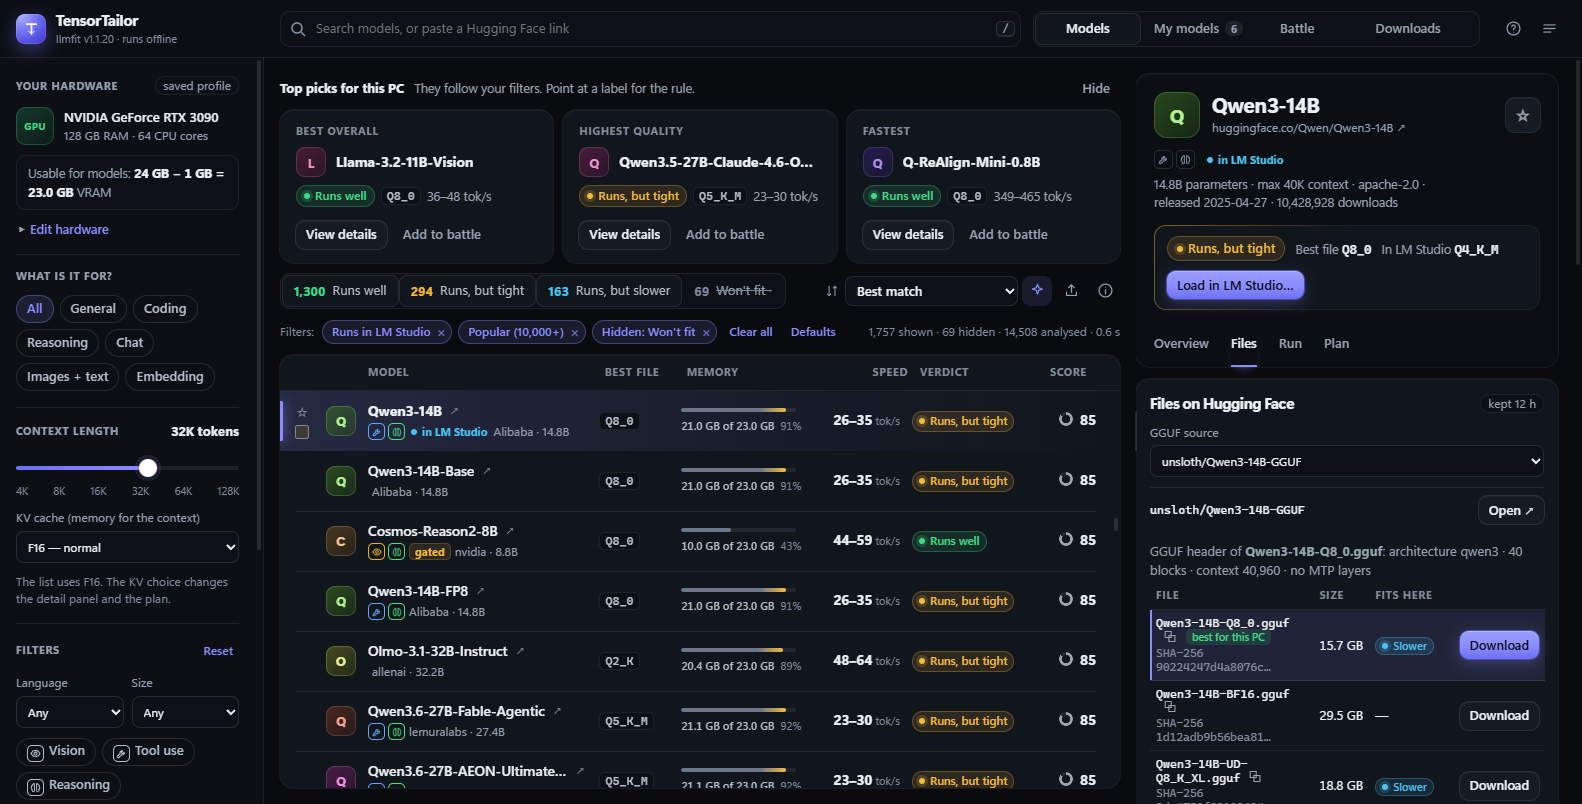 TensorTailor
llmfit v1.1.20 · runs offline
Search models, or paste a Hugging Face link
/
Models
My models 6
Battle
Downloads
YOUR HARDWARE
saved profile
GPU
NVIDIA GeForce RTX 3090
128 GB RAM · 64 CPU cores
Usable for models: 24 GB − 1 GB =
23.0 GB VRAM
Edit hardware
WHAT IS IT FOR?
All
General
Coding
Reasoning
Chat
Images + text
Embedding
CONTEXT LENGTH
32K tokens
4K 8K 16K 32K 64K 128K
KV cache (memory for the context)
F16 — normal
The list uses F16. The KV choice changes
the detail panel and the plan.
FILTERS
Reset
Language
Size
Any
Any
Vision
Tool use
Reasoning
Top picks for this PC They follow your filters. Point at a label for the rule.
Hide
BEST OVERALL
L
Llama-3.2-11B-Vision
Runs well Q8_0 36–48 tok/s
View details
Add to battle
HIGHEST QUALITY
Q
Qwen3.5-27B-Claude-4.6-O...
Runs, but tight Q5_K_M 23–30 tok/s
View details
Add to battle
FASTEST
Q
Q-ReAlign-Mini-0.8B
Runs well Q8_0 349–465 tok/s
View details
Add to battle
1,300 Runs well
294 Runs, but tight
163 Runs, but slower
69 Won't fit
Best match
Filters:
Runs in LM Studio ×
Popular (10,000+) ×
Hidden: Won't fit ×
Clear all
Defaults
1,757 shown · 69 hidden · 14,508 analysed · 0.6 s
MODEL BEST FILE MEMORY SPEED VERDICT SCORE
Q
Qwen3-14B ↗
in LM Studio Alibaba · 14.8B
Q8_0
21.0 GB of 23.0 GB 91%
26–35 tok/s
Runs, but tight
85
Q
Qwen3-14B-Base ↗
Alibaba · 14.8B
Q8_0
21.0 GB of 23.0 GB 91%
26–35 tok/s
Runs, but tight
85
C
Cosmos-Reason2-8B ↗
gated nvidia · 8.8B
Q8_0
10.0 GB of 23.0 GB 43%
44–59 tok/s
Runs well
85
Q
Qwen3-14B-FP8 ↗
Alibaba · 14.8B
Q8_0
21.0 GB of 23.0 GB 91%
26–35 tok/s
Runs, but tight
85
O
Olmo-3.1-32B-Instruct ↗
allenai · 32.2B
Q2_K
20.4 GB of 23.0 GB 89%
48–64 tok/s
Runs, but tight
85
Q
Qwen3.6-27B-Fable-Agentic ↗
lemuralabs · 27.4B
Q5_K_M
21.1 GB of 23.0 GB 92%
23–30 tok/s
Runs, but tight
85
Q
Qwen3.6-27B-AEON-Ultimate... ↗
Q5_K_M
21.1 GB of 23.0 GB 92%
23–30 tok/s
Runs, but tight
85
Q
Qwen3-14B
huggingface.co/Qwen/Qwen3-14B ↗
in LM Studio
14.8B parameters · max 40K context · apache-2.0 ·
released 2025-04-27 · 10,428,928 downloads
Runs, but tight Best file Q8_0 In LM Studio Q4_K_M
Load in LM Studio...
Overview
Files
Run
Plan
Files on Hugging Face
kept 12 h
GGUF source
unsloth/Qwen3-14B-GGUF
unsloth/Qwen3-14B-GGUF
Open ↗
GGUF header of Qwen3-14B-Q8_0.gguf: architecture qwen3 · 40
blocks · context 40,960 · no MTP layers
FILE SIZE FITS HERE
Qwen3-14B-Q8_0.gguf
best for this PC
SHA-256
90224247d4a8076c…
15.7 GB
Slower
Download
Qwen3-14B-BF16.gguf
SHA-256
1d12adb9b56bea81…
29.5 GB
—
Download
Qwen3-14B-UD-
Q8_K_XL.gguf
SHA-256
18.8 GB
Slower
Download